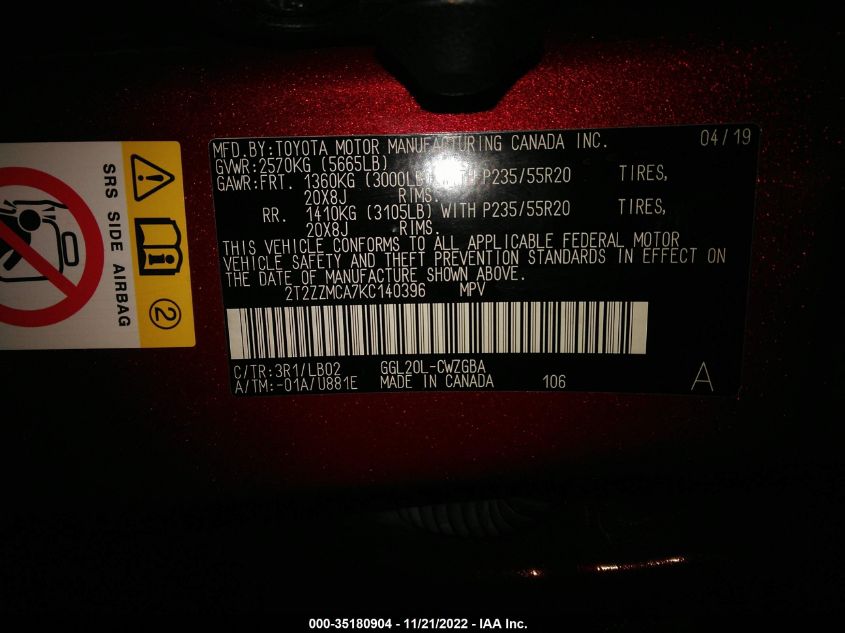 MFD.BY:TOYOTA MOTOR MANUFACTURING CANADA INC. 04/19
GVWR:2570KG (5665LB)
GAWR:FRT. 1360KG (3000LB) WITH P235/55R20 TIRES,
20X8J RIMS.
RR. 1410KG (3105LB) WITH P235/55R20 TIRES,
20X8J RIMS.
THIS VEHICLE CONFORMS TO ALL APPLICABLE FEDERAL MOTOR
VEHICLE SAFETY AND THEFT PREVENTION STANDARDS IN EFFECT ON
THE DATE OF MANUFACTURE SHOWN ABOVE.
2T2ZZMCA7KC140396 MPV
C/TR:3R1/LB02 GGL20L-CWZGBA
A/TM:-01A/U881E MADE IN CANADA 106 A
SRS SIDE AIRBAG
2
000-35180904 - 11/21/2022 - IAA Inc.